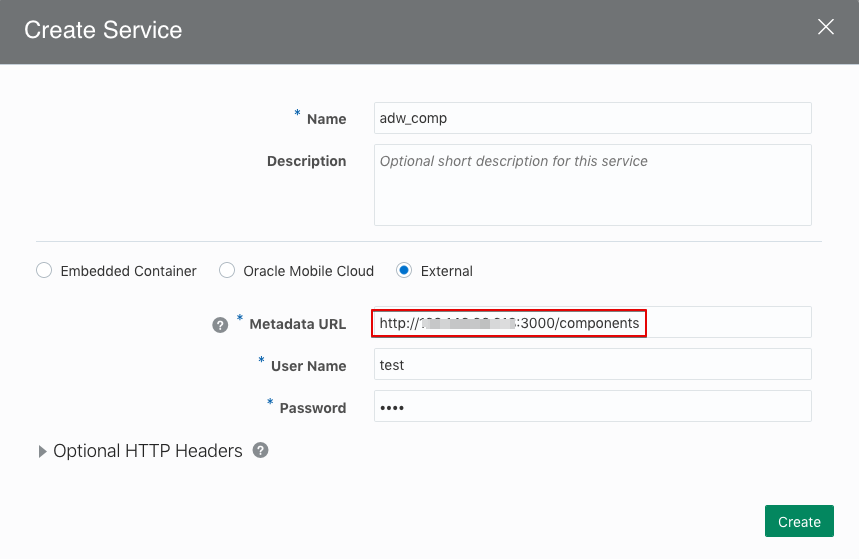 Create Service
* Name adw_comp
Description Optional short description for this service
Embedded Container Oracle Mobile Cloud External
? * Metadata URL http:// :3000/components
* User Name test
* Password ••••
Optional HTTP Headers ?
Create